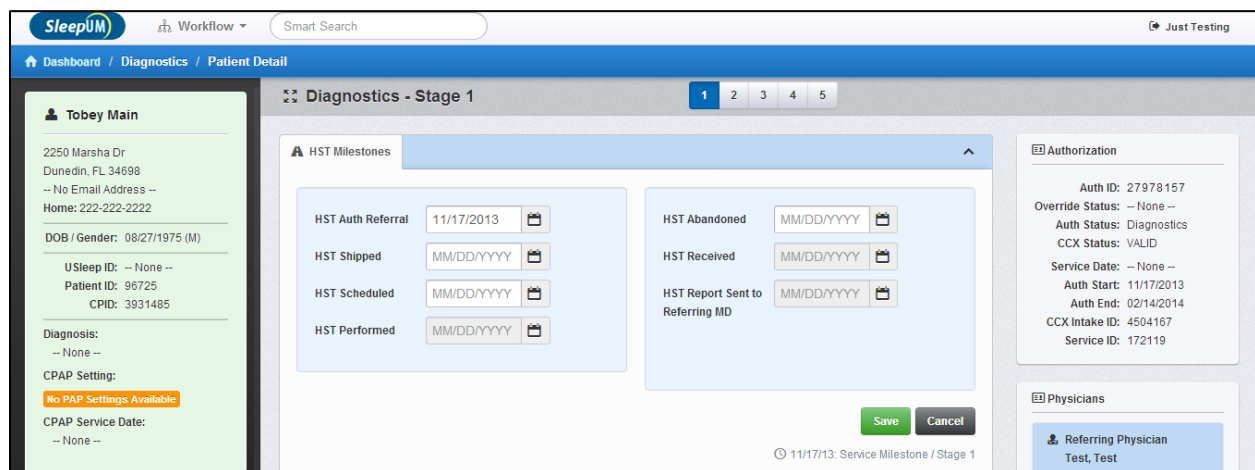 SleepUM Workflow Smart Search Just Testing
Dashboard / Diagnostics / Patient Detail
Tobey Main
2250 Marsha Dr
Dunedin, FL 34698
-- No Email Address --
Home: 222-222-2222
DOB / Gender: 08/27/1975 (M)
USleep ID: -- None --
Patient ID: 96725
CPID: 3931485
Diagnosis:
-- None --
CPAP Setting:
No PAP Settings Available
CPAP Service Date:
-- None --
Diagnostics - Stage 1
1 2 3 4 5
HST Milestones
HST Auth Referral 11/17/2013
HST Shipped MM/DD/YYYY
HST Scheduled MM/DD/YYYY
HST Performed MM/DD/YYYY
HST Abandoned MM/DD/YYYY
HST Received MM/DD/YYYY
HST Report Sent to MM/DD/YYYY
Referring MD
Save Cancel
11/17/13: Service Milestone / Stage 1
Authorization
Auth ID: 27978157
Override Status: -- None --
Auth Status: Diagnostics
CCX Status: VALID
Service Date: -- None --
Auth Start: 11/17/2013
Auth End: 02/14/2014
CCX Intake ID: 4504167
Service ID: 172119
Physicians
Referring Physician
Test, Test